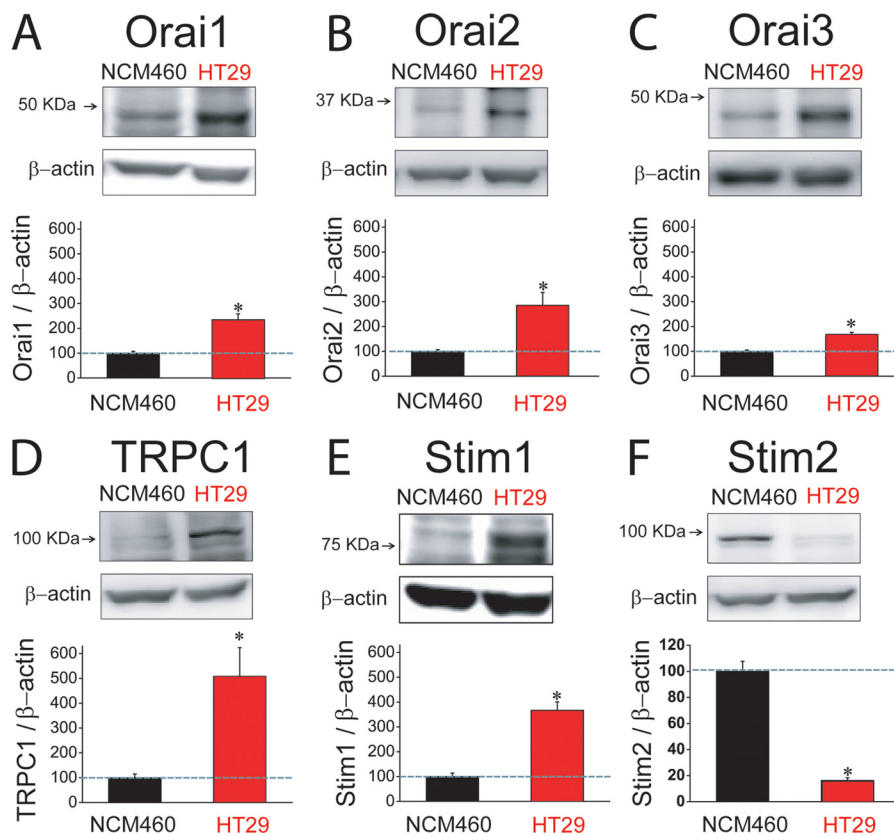 A Orai1
NCM460 HT29
50 KDa →
β–actin
Orai1 / β–actin
600
500
400
300
200
100
0
*
NCM460 HT29
B Orai2
NCM460 HT29
37 KDa →
β–actin
Orai2 / β–actin
600
500
400
300
200
100
0
*
NCM460 HT29
C Orai3
NCM460 HT29
50 KDa →
β–actin
Orai3 / β–actin
600
500
400
300
200
100
0
*
NCM460 HT29
D TRPC1
NCM460 HT29
100 KDa →
β–actin
TRPC1 / β–actin
600
500
400
300
200
100
0
*
NCM460 HT29
E Stim1
NCM460 HT29
75 KDa →
β–actin
Stim1 / β–actin
600
500
400
300
200
100
0
*
NCM460 HT29
F Stim2
NCM460 HT29
100 KDa →
β–actin
Stim2 / β–actin
120
100
80
60
40
20
0
*
NCM460 HT29